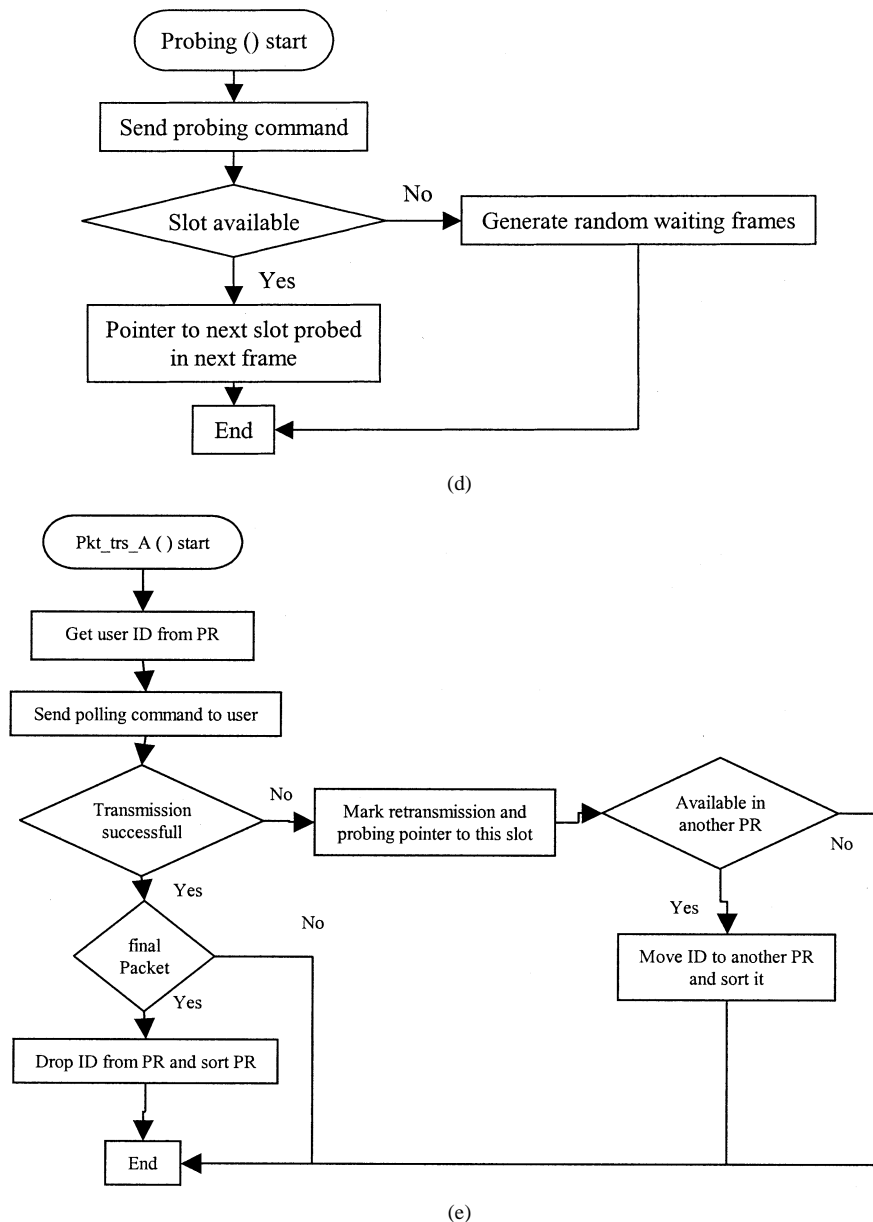 Probing () start
Send probing command
Slot available
No
Generate random waiting frames
Yes
Pointer to next slot probed
in next frame
End
(d)
Pkt_trs_A ( ) start
Get user ID from PR
Send polling command to user
Transmission
successfull
No
Mark retransmission and
probing pointer to this slot
Available in
another PR
No
Yes
final
Packet
No
Yes
Move ID to another PR
and sort it
Yes
Drop ID from PR and sort PR
End
(e)